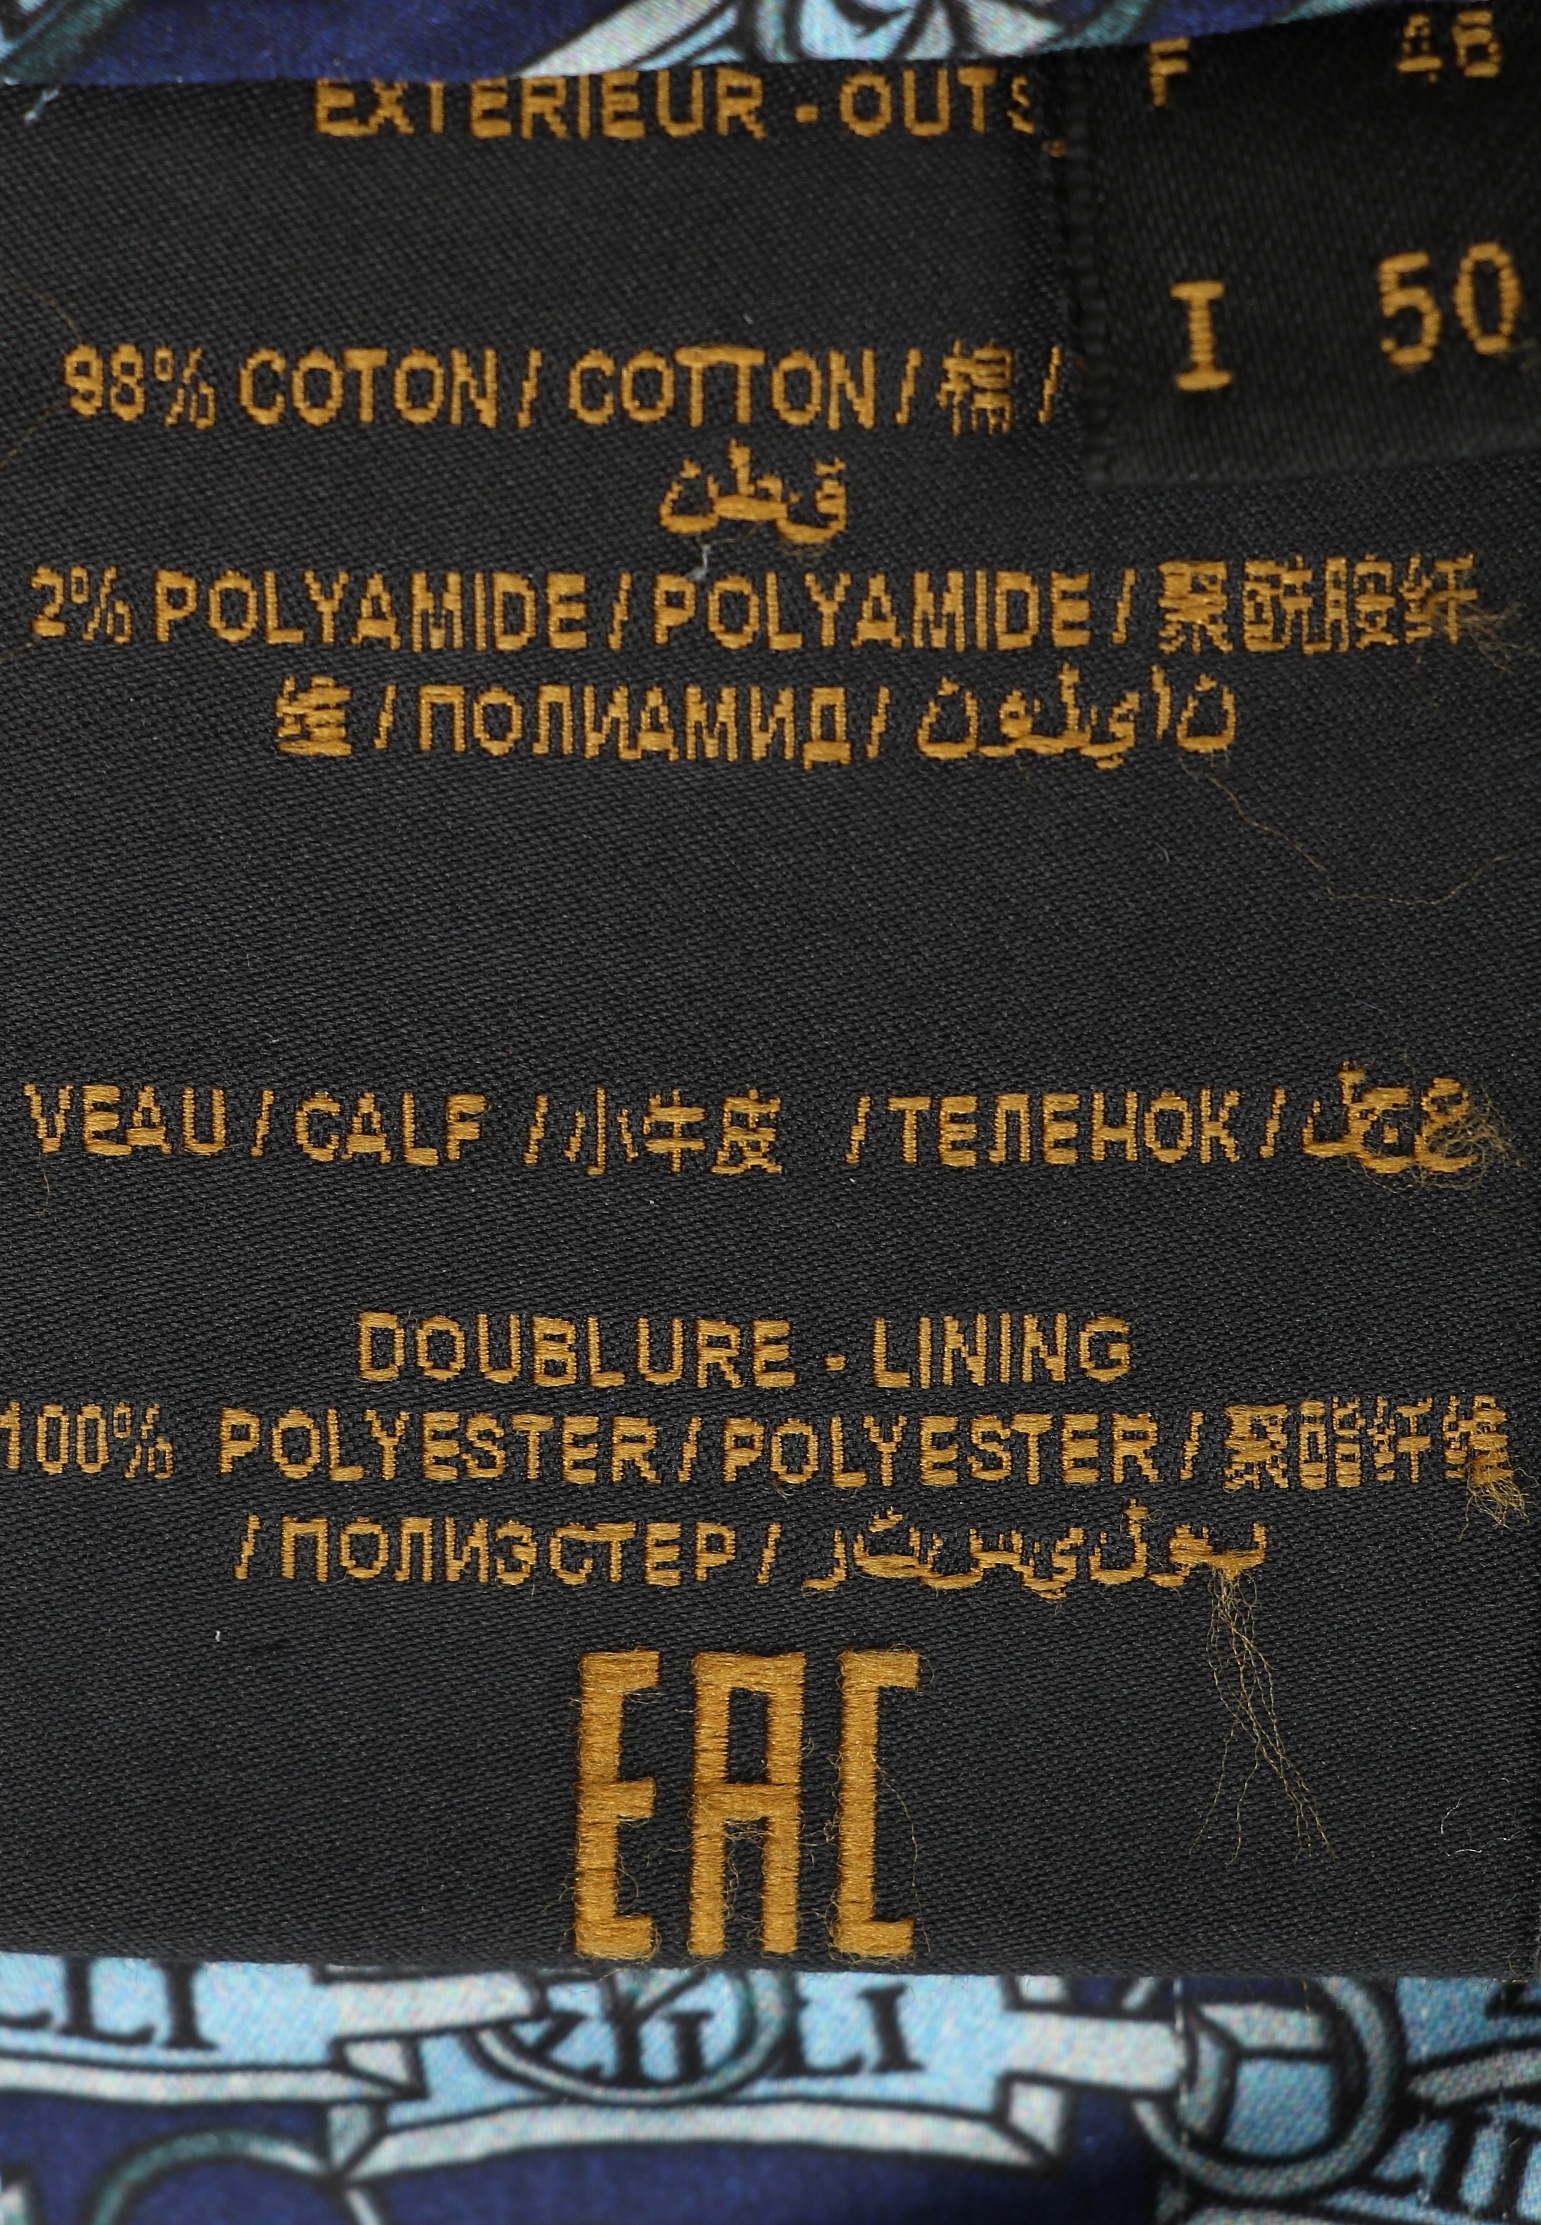 EXTERIEUR - OUTS
F 46
I 50
98% COTON / COTTON / 棉 /
قطن
2% POLYAMIDE / POLYAMIDE / 聚酰胺纤
维 / ПОЛИАМИД / نايلون
VEAU / CALF / 小牛皮 / ТЕЛЕНОК / عجل
DOUBLURE - LINING
100% POLYESTER / POLYESTER / 聚酯纤维
/ ПОЛИЭСТЕР / بوليستر
EAC